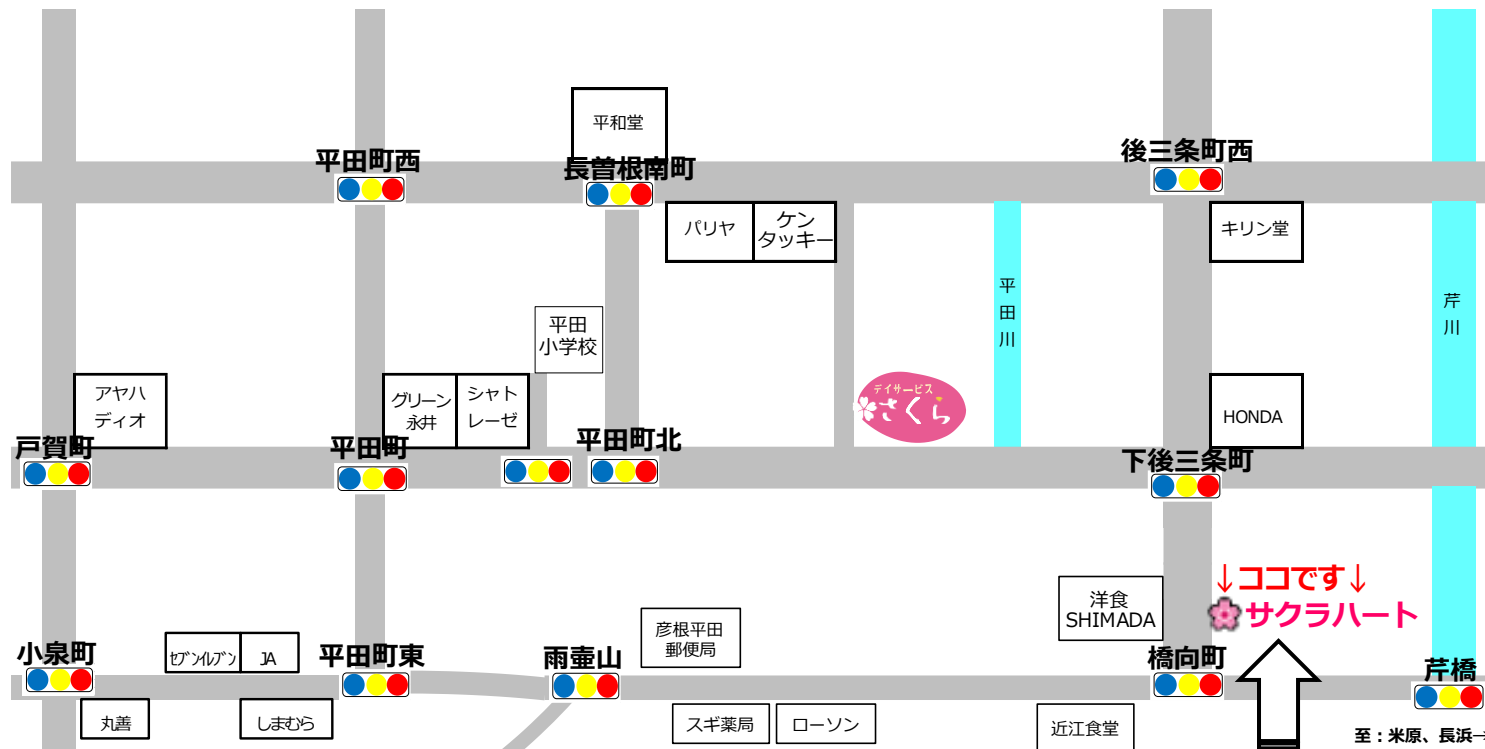 平和堂
平田町西
長曽根南町
後三条町西
パリヤ
ケン
タッキー
キリン堂
平田川
芹川
平田
小学校
アヤハ
ディオ
グリーン
永井
シャト
レーゼ
デイサービス
さくら
HONDA
戸賀町
平田町
平田町北
下後三条町
↓ココです↓
サクラハート
洋食
SHIMADA
彦根平田
郵便局
小泉町
セブンイレブン
JA
平田町東
雨壷山
橋向町
芹橋
丸善
しまむら
スギ薬局
ローソン
近江食堂
至：米原、長浜→